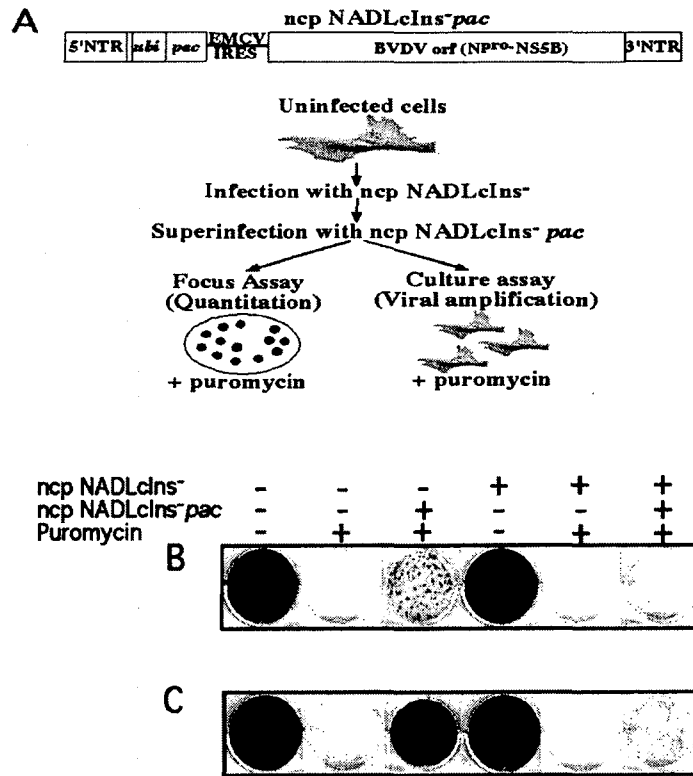 A
ncp NADLcIns-pac
5'NTR ubi pac EMCV IRES BVDV orf (NPpro-NS5B) 3'NTR
Uninfected cells
Infection with ncp NADLcIns-
Superinfection with ncp NADLcIns- pac
Focus Assay (Quantitation)
Culture assay (Viral amplification)
+ puromycin
+ puromycin
ncp NADLcIns- - - - + + +
ncp NADLcIns-pac - - + - - +
Puromycin - + + - + +
B
C